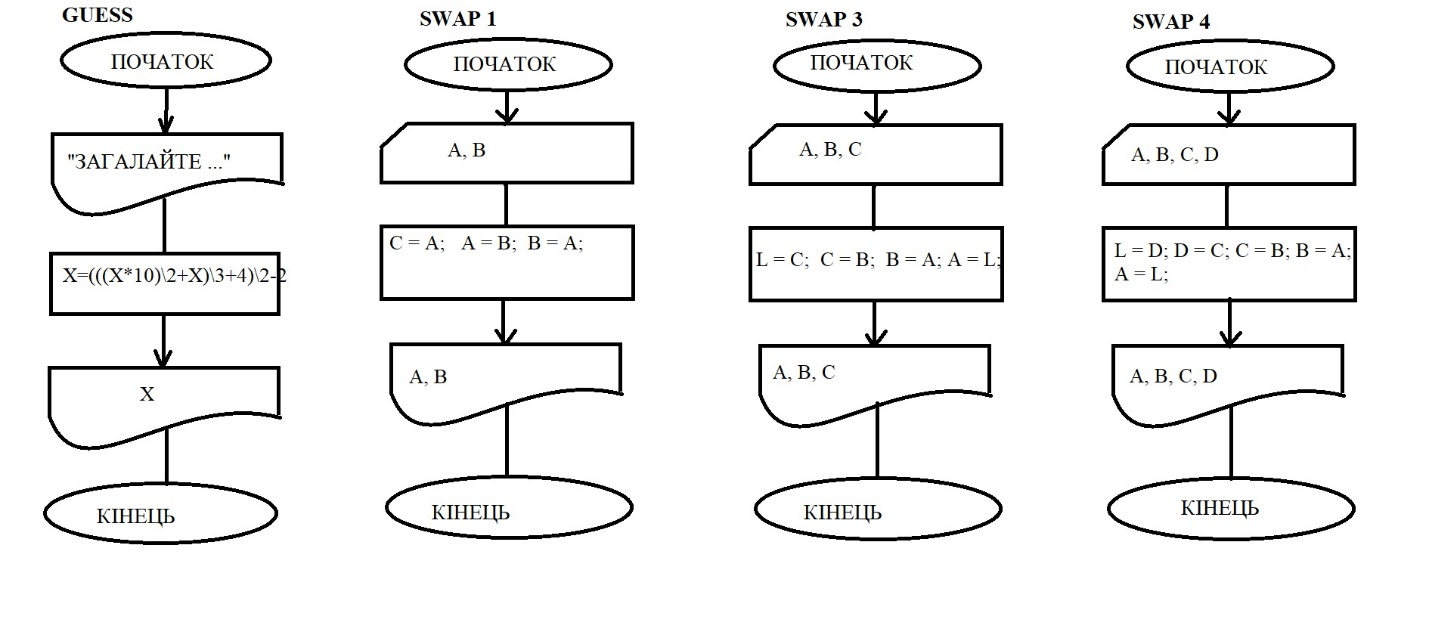 GUESS
ПОЧАТОК
"ЗАГАЛАЙТЕ ..."
X=(((X*10)\2+X)\3+4)\2-2
X
КІНЕЦЬ
SWAP 1
ПОЧАТОК
A, B
C = A; A = B; B = A;
A, B
КІНЕЦЬ
SWAP 3
ПОЧАТОК
A, B, C
L = C; C = B; B = A; A = L;
A, B, C
КІНЕЦЬ
SWAP 4
ПОЧАТОК
A, B, C, D
L = D; D = C; C = B; B = A;
A = L;
A, B, C, D
КІНЕЦЬ